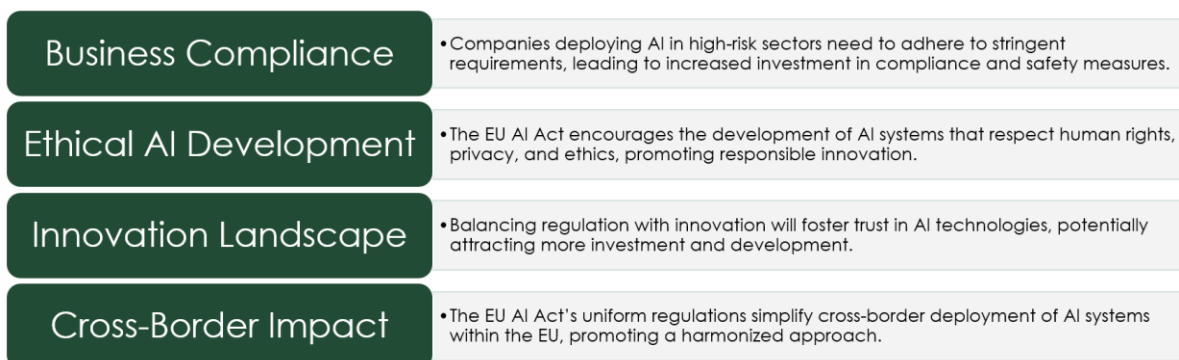 Business Compliance
•Companies deploying AI in high-risk sectors need to adhere to stringent
requirements, leading to increased investment in compliance and safety measures.
Ethical AI Development
•The EU AI Act encourages the development of AI systems that respect human rights,
privacy, and ethics, promoting responsible innovation.
Innovation Landscape
•Balancing regulation with innovation will foster trust in AI technologies, potentially
attracting more investment and development.
Cross-Border Impact
•The EU AI Act’s uniform regulations simplify cross-border deployment of AI systems
within the EU, promoting a harmonized approach.